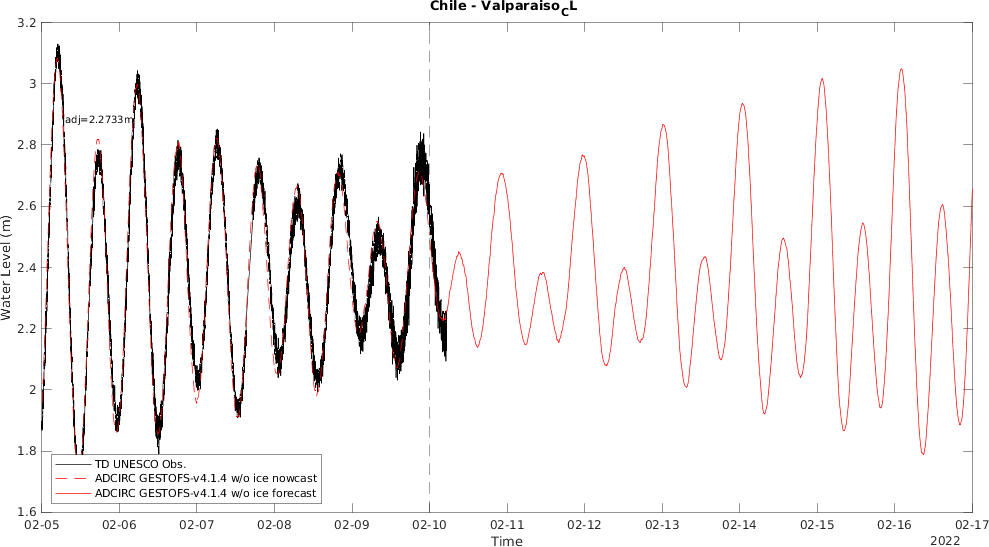 Chile - Valparaiso_CL
3.2
3
2.8
2.6
2.4
2.2
2
1.8
1.6
Water Level (m)
adj=2.2733m
TD UNESCO Obs.
ADCIRC GESTOFS-v4.1.4 w/o ice nowcast
ADCIRC GESTOFS-v4.1.4 w/o ice forecast
02-05 02-06 02-07 02-08 02-09 02-10 02-11 02-12 02-13 02-14 02-15 02-16 02-17
Time
2022